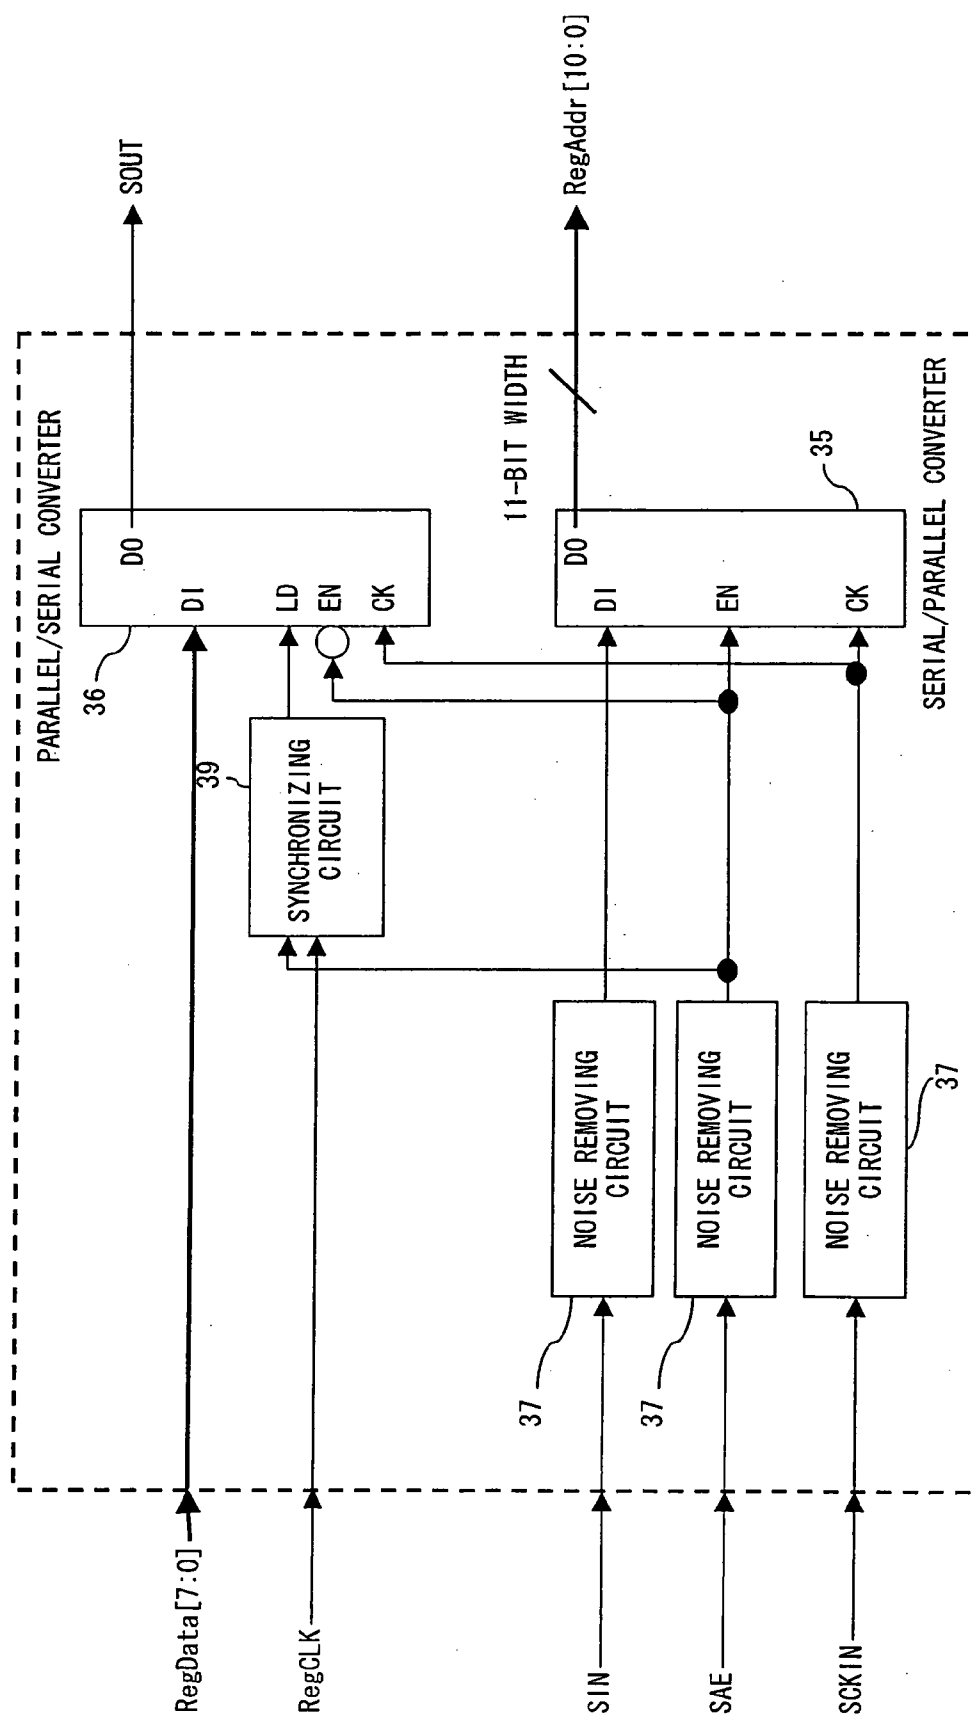 PARALLEL/SERIAL CONVERTER
36
DO
SOUT
DI
LD
EN
CK
39
SYNCHRONIZING
CIRCUIT
RegData[7:0]
RegCLK
11-BIT WIDTH
RegAddr[10:0]
DO
DI
EN
CK
35
SERIAL/PARALLEL CONVERTER
NOISE REMOVING
CIRCUIT
37
NOISE REMOVING
CIRCUIT
37
NOISE REMOVING
CIRCUIT
37
SIN
SAE
SCKIN